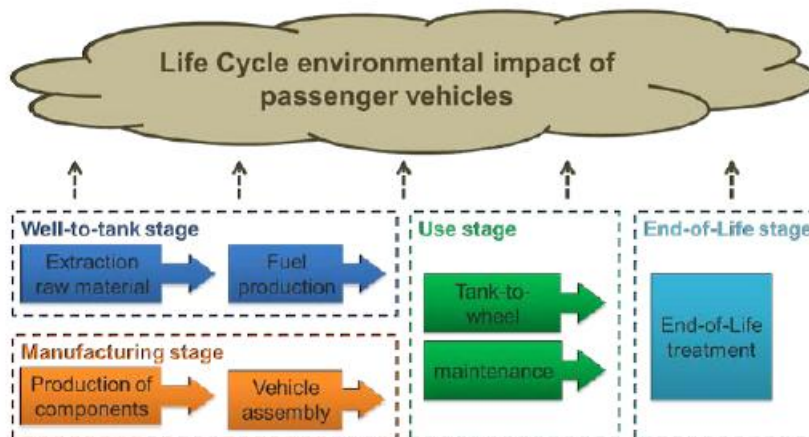 Life Cycle environmental impact of
passenger vehicles
Well-to-tank stage
Extraction
raw material
Fuel
production
Manufacturing stage
Production of
components
Vehicle
assembly
Use stage
Tank-to-
wheel
maintenance
End-of-Life stage
End-of-Life
treatment